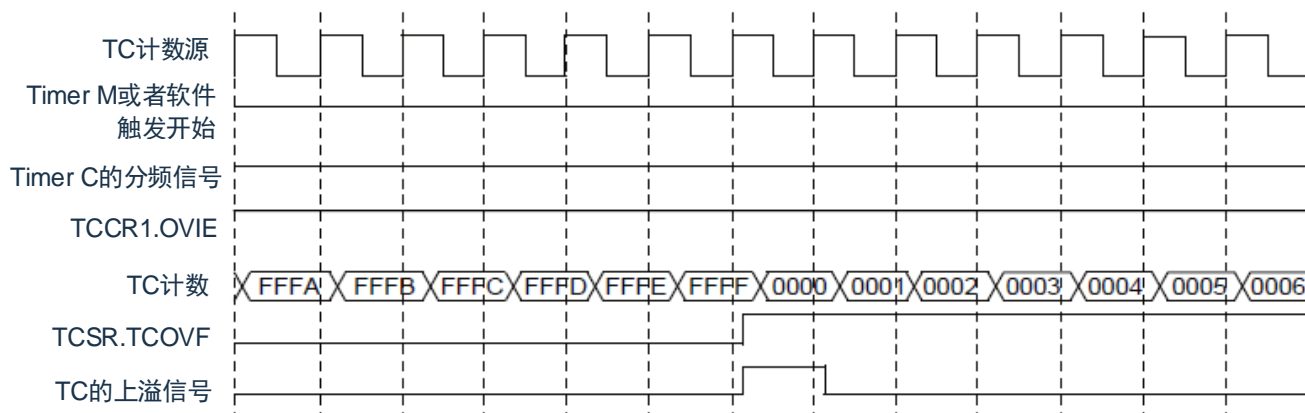 TC计数源
Timer M或者软件
触发开始
Timer C的分频信号
TCCR1.OVIE
TC计数 FFFA FFFB FFFC FFFD FFFE FFFF 0000 0001 0002 0003 0004 0005 0006
TCSR.TCOVF
TC的上溢信号